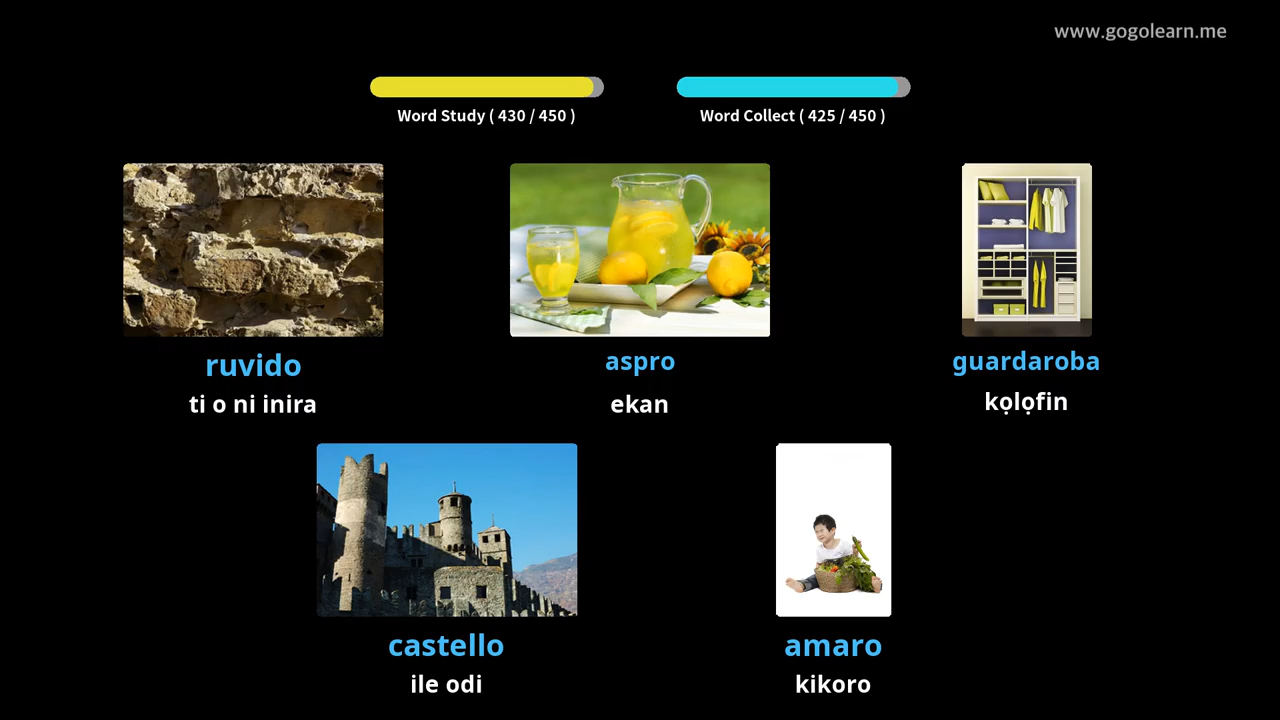 www.gogolearn.me
Word Study ( 430 / 450 )
Word Collect ( 425 / 450 )
ruvido
ti o ni inira
aspro
ekan
guardaroba
kọlọfin
castello
ile odi
amaro
kikoro